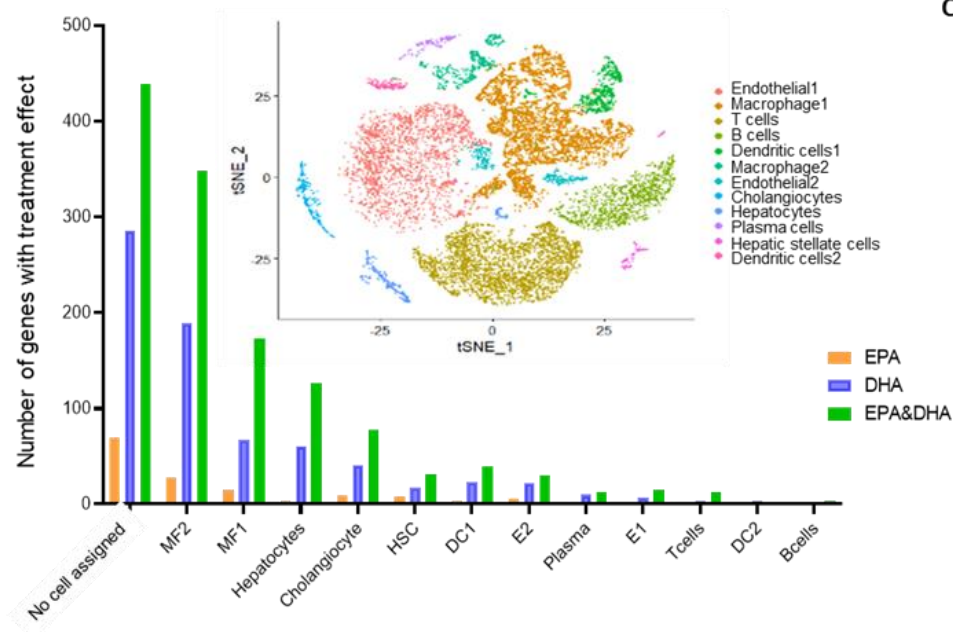 C
500
400
300
200
100
0
Number of genes with treatment effect
25
0
-25
tSNE_2
-25
0
25
tSNE_1
Endothelial1
Macrophage1
T cells
B cells
Dendritic cells1
Macrophage2
Endothelial2
Cholangiocytes
Hepatocytes
Plasma cells
Hepatic stellate cells
Dendritic cells2
EPA
DHA
EPA&DHA
No cell assigned
MF2
MF1
Hepatocytes
Cholangiocyte
HSC
DC1
E2
Plasma
E1
Tcells
DC2
Bcells